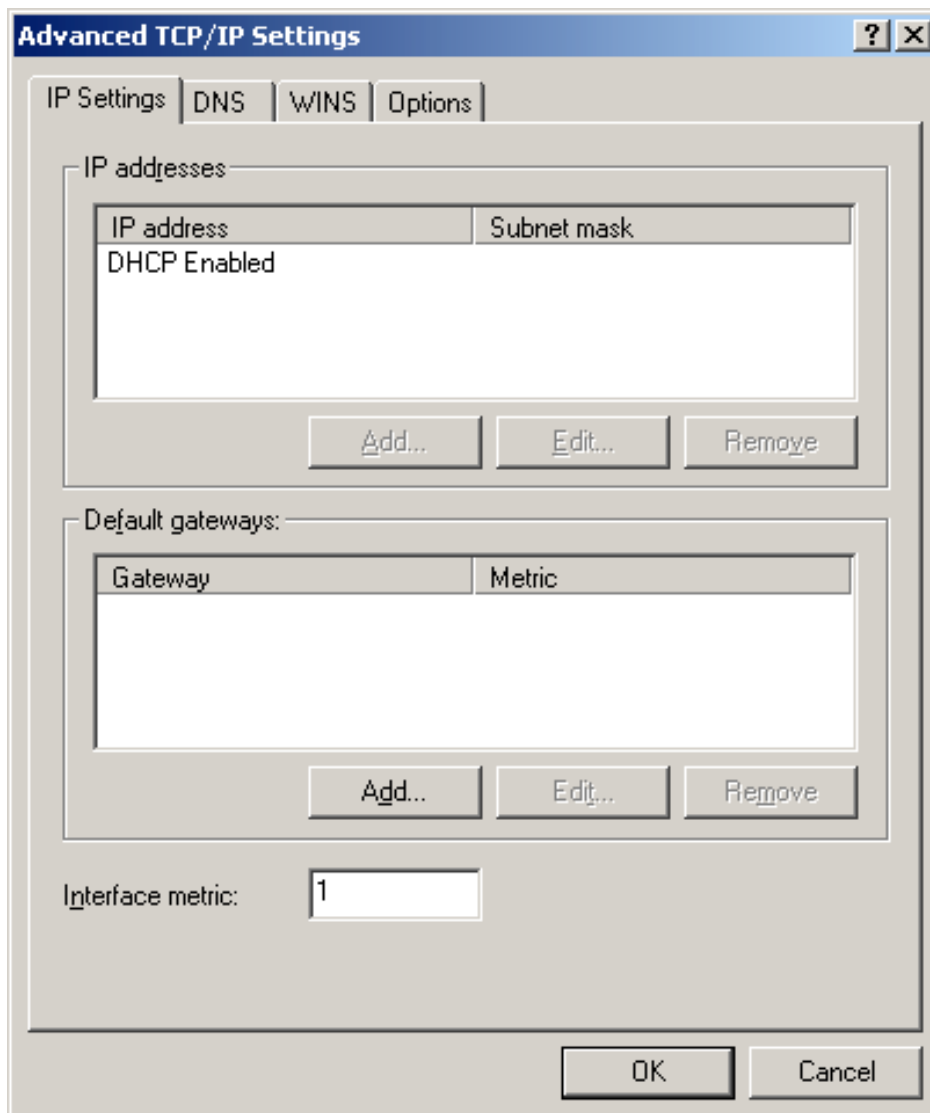 Advanced TCP/IP Settings
IP Settings DNS WINS Options
IP addresses
IP address Subnet mask
DHCP Enabled
Add... Edit... Remove
Default gateways:
Gateway Metric
Add... Edit... Remove
Interface metric: 1
OK Cancel